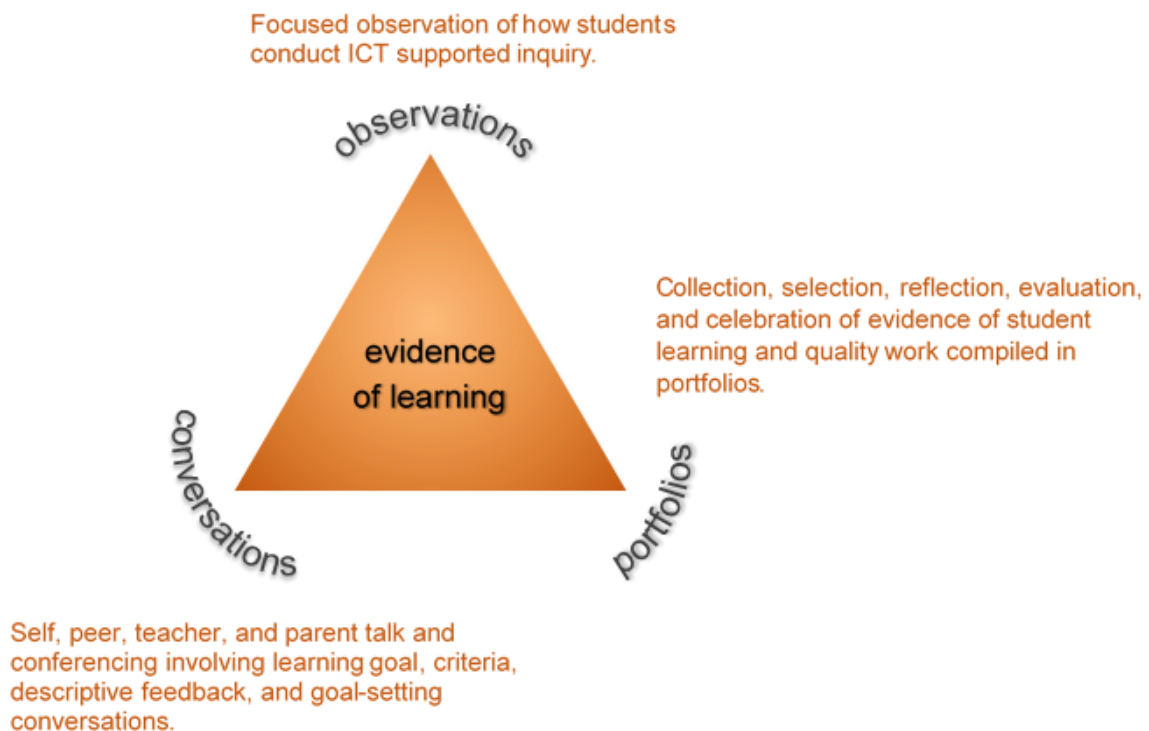 Focused observation of how students
conduct ICT supported inquiry.
observations
Collection, selection, reflection, evaluation,
and celebration of evidence of student
learning and quality work compiled in
portfolios.
evidence
of learning
conversations
portfolios
Self, peer, teacher, and parent talk and
conferencing involving learning goal, criteria,
descriptive feedback, and goal-setting
conversations.